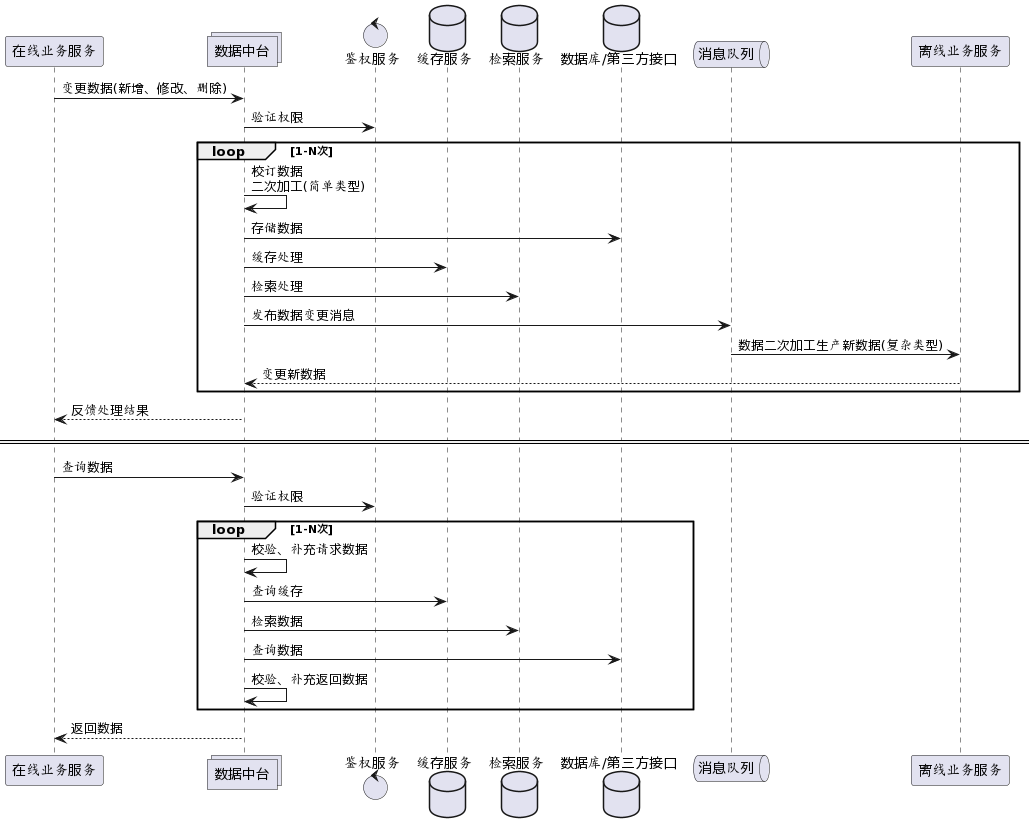 在线业务服务
数据中台
鉴权服务
缓存服务
检索服务
数据库/第三方接口
消息队列
离线业务服务
变更数据(新增、修改、删除)
验证权限
loop
[1-N次]
校订数据
二次加工(简单类型)
存储数据
缓存处理
检索处理
发布数据变更消息
数据二次加工生产新数据(复杂类型)
变更新数据
反馈处理结果
查询数据
验证权限
loop
[1-N次]
校验、补充请求数据
查询缓存
检索数据
查询数据
校验、补充返回数据
返回数据
在线业务服务
数据中台
鉴权服务
缓存服务
检索服务
数据库/第三方接口
消息队列
离线业务服务